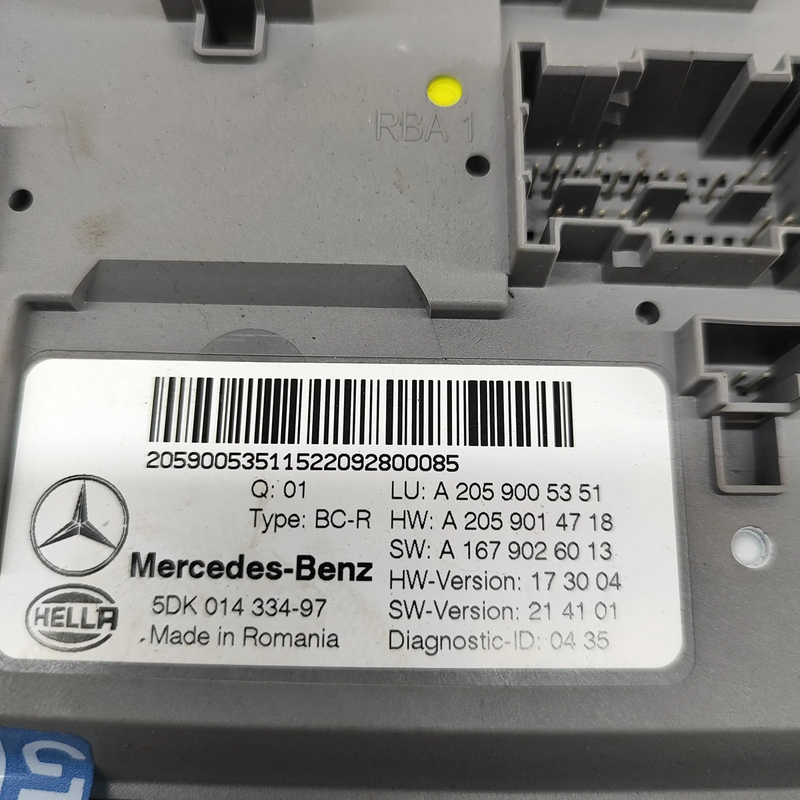 RBA 1
205900535115220928​00085
Q: 01
LU: A 205 900 53 51
Type: BC-R
HW: A 205 901 47 18
SW: A 167 902 60 13
Mercedes-Benz
HW-Version: 17 30 04
HELLA
5DK 014 334-97
SW-Version: 21 41 01
Made in Romania
Diagnostic-ID: 04 35